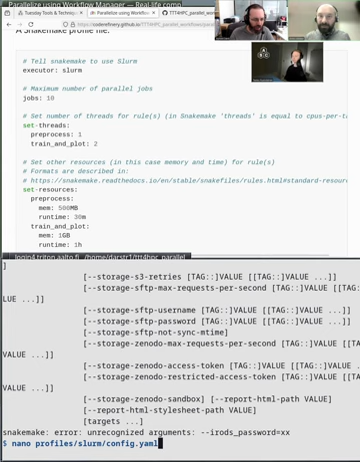 Parallelize using Workflow Manager — Real-life comp
Tuesday Tools & Technique
Parallelize using Workflow
TTT4HPC_parallel_wor
https://coderefinery.github.io/TTT4HPC_parallel_workflows/
A Snakemake profile file:
# Tell snakemake to use Slurm
executor: slurm
# Maximum number of parallel jobs
jobs: 10
# Set number of threads for rule(s) (in Snakemake 'threads' is equal to cpus-per-t
set-threads:
preprocess: 1
train_and_plot: 2
# Set other resources (in this case memory and time) for rule(s)
# Formats are described in:
# https://snakemake.readthedocs.io/en/stable/snakefiles/rules.html#standard-resour
set-resources:
preprocess:
mem: 500MB
runtime: 30m
train_and_plot:
mem: 1GB
runtime: 1h
login4.triton.aalto.fi /home/darstr1/ttt4hpc_parallel
]
[--storage-s3-retries [TAG::]VALUE [[TAG::]VALUE ...]]
[--storage-sftp-max-requests-per-second [TAG::]VALUE [[TAG:
LUE ...]]
[--storage-sftp-username [TAG::]VALUE [[TAG::]VALUE ...]]
[--storage-sftp-password [TAG::]VALUE [[TAG::]VALUE ...]]
[--storage-sftp-not-sync-mtime]
[--storage-zenodo-max-requests-per-second [TAG::]VALUE [[TA
VALUE ...]]
[--storage-zenodo-access-token [TAG::]VALUE [[TAG::]VALUE .
[--storage-zenodo-restricted-access-token [TAG::]VALUE [[TA
VALUE ...]]
[--storage-zenodo-sandbox] [--report-html-path VALUE]
[--report-html-stylesheet-path VALUE]
[targets ...]
snakemake: error: unrecognized arguments: --irods_password=xx
$ nano profiles/slurm/config.yaml